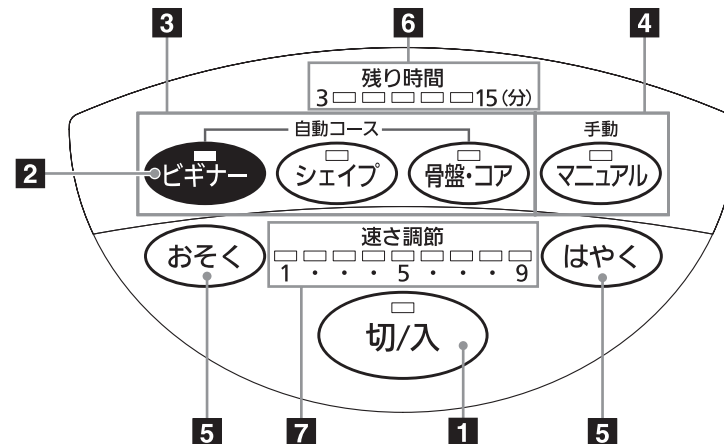 3 6 4
残り時間
3 15(分)
自動コース 手動
2 ビギナー シェイプ 骨盤・コア マニュアル
おそく 速さ調節 はやく
1・・・5・・・9
切/入
5 7 1 5